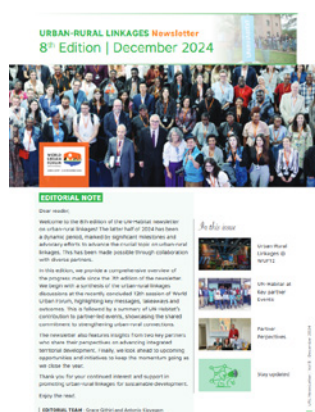 URBAN-RURAL LINKAGES Newsletter
8th Edition | December 2024
WORLD
URBAN
FORUM
EDITORIAL NOTE
Dear reader,
Welcome to the 8th edition of the UN-Habitat newsletter
on urban-rural linkages! The latter half of 2024 has been
a dynamic period, marked by significant milestones and
advocacy efforts to advance the crucial topic on urban-rural
linkages. This has been made possible through collaboration
with diverse partners.
In this edition, we provide a comprehensive overview of
the progress made since the 7th edition of the newsletter.
We begin with a synthesis of the urban-rural linkages
discussions at the recently concluded 12th session of World
Urban Forum, highlighting key messages, takeaways and
outcomes. This is followed by a summary of UN-Habitat's
contribution to partner-led events, showcasing the shared
commitment to strengthening urban-rural connections.
The newsletter also features insights from two key partners
who share their perspectives on advancing integrated
territorial development. Finally, we look ahead to upcoming
opportunities and initiatives to keep the momentum going as
we close the year.
Thank you for your continued interest and support in
promoting urban-rural linkages for sustainable development.
Enjoy the read.
EDITORIAL TEAM
In this issue
Urban-Rural
Linkages @
WUF12
UN-Habitat at
key partner
Events
Partner
Perspectives
Stay updated